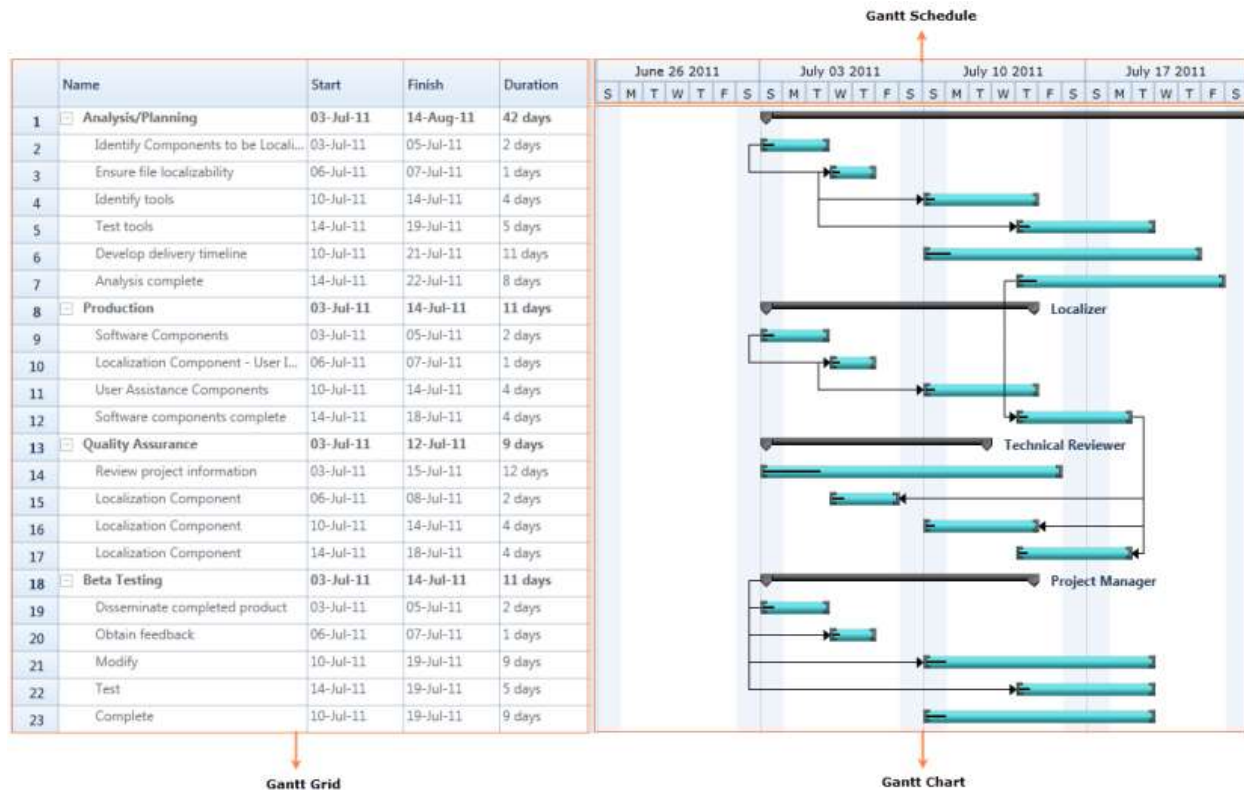 Gantt Schedule
Name Start Finish Duration
June 26 2011 July 03 2011 July 10 2011 July 17 2011
S M T W T F S S M T W T F S S M T W T F S S M T W T F S
1 Analysis/Planning 03-Jul-11 14-Aug-11 42 days
2 Identify Components to be Locali... 03-Jul-11 05-Jul-11 2 days
3 Ensure file localizability 06-Jul-11 07-Jul-11 1 days
4 Identify tools 10-Jul-11 14-Jul-11 4 days
5 Test tools 14-Jul-11 19-Jul-11 5 days
6 Develop delivery timeline 10-Jul-11 21-Jul-11 11 days
7 Analysis complete 14-Jul-11 22-Jul-11 8 days
8 Production 03-Jul-11 14-Jul-11 11 days Localizer
9 Software Components 03-Jul-11 05-Jul-11 2 days
10 Localization Component - User I... 06-Jul-11 07-Jul-11 1 days
11 User Assistance Components 10-Jul-11 14-Jul-11 4 days
12 Software components complete 14-Jul-11 18-Jul-11 4 days
13 Quality Assurance 03-Jul-11 12-Jul-11 9 days Technical Reviewer
14 Review project information 03-Jul-11 15-Jul-11 12 days
15 Localization Component 06-Jul-11 08-Jul-11 2 days
16 Localization Component 10-Jul-11 14-Jul-11 4 days
17 Localization Component 14-Jul-11 18-Jul-11 4 days
18 Beta Testing 03-Jul-11 14-Jul-11 11 days Project Manager
19 Disseminate completed product 03-Jul-11 05-Jul-11 2 days
20 Obtain feedback 06-Jul-11 07-Jul-11 1 days
21 Modify 10-Jul-11 19-Jul-11 9 days
22 Test 14-Jul-11 19-Jul-11 5 days
23 Complete 10-Jul-11 19-Jul-11 9 days
Gantt Grid Gantt Chart